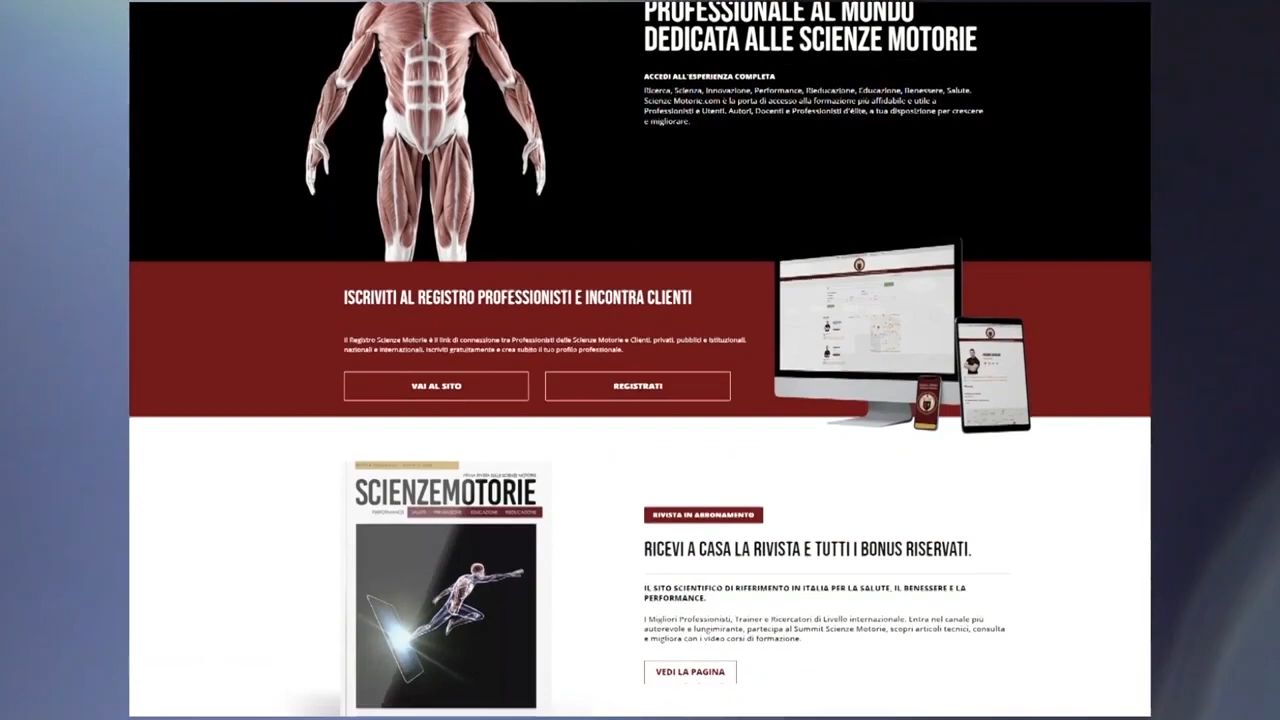 PROFESSIONALE AL MONDO
DEDICATA ALLE SCIENZE MOTORIE
ACCEDI ALL'ESPERIENZA COMPLETA
Ricerca, Scienza, Innovazione, Performance, Rieducazione, Educazione, Benessere, Salute.
Scienze Motorie.com è la porta di accesso alla formazione più affidabile e utile a
Professionisti e Utenti. Autori, Docenti e Professionisti d'élite, a tua disposizione per crescere
e migliorare.
ISCRIVITI AL REGISTRO PROFESSIONISTI E INCONTRA CLIENTI
Il Registro Scienze Motorie è il link di connessione tra Professionisti delle Scienze Motorie e Clienti, privati, pubblici e istituzionali,
nazionali e internazionali. Iscriviti gratuitamente e crea subito il tuo profilo professionale.
VAI AL SITO
REGISTRATI
SCIENZEMOTORIE
PERFORMANCE SALUTE PREVENZIONE EDUCAZIONE RIEDUCAZIONE
RIVISTA IN ABBONAMENTO
RICEVI A CASA LA RIVISTA E TUTTI I BONUS RISERVATI.
IL SITO SCIENTIFICO DI RIFERIMENTO IN ITALIA PER LA SALUTE, IL BENESSERE E LA
PERFORMANCE.
I Migliori Professionisti, Trainer e Ricercatori di Livello internazionale. Entra nel canale più
autorevole e lungimirante, partecipa al Summit Scienze Motorie, scopri articoli tecnici, consulta
e migliora con i video corsi di formazione.
VEDI LA PAGINA